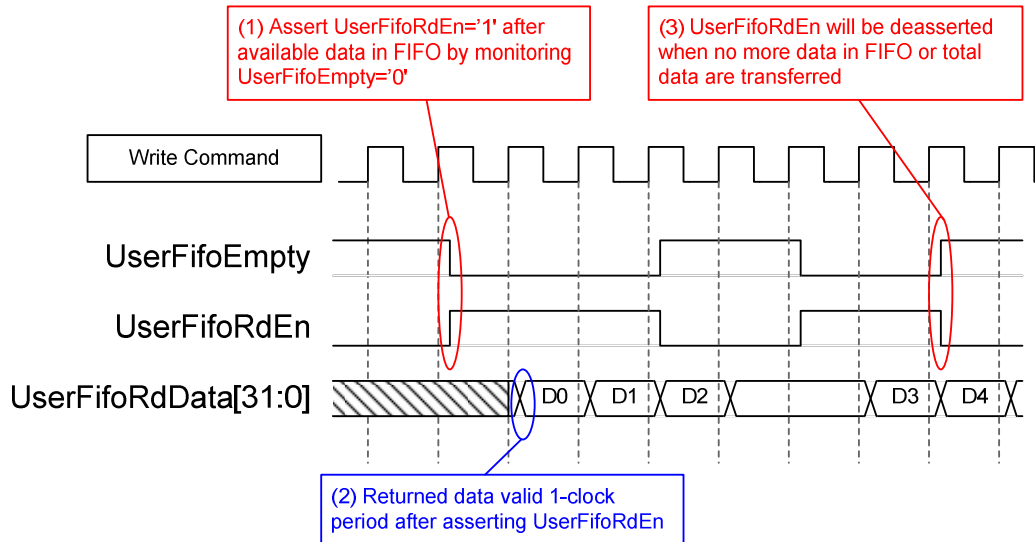 (1) Assert UserFifoRdEn='1' after
available data in FIFO by monitoring
UserFifoEmpty='0'
(3) UserFifoRdEn will be deasserted
when no more data in FIFO or total
data are transferred
Write Command
UserFifoEmpty
UserFifoRdEn
UserFifoRdData[31:0]
D0 D1 D2 D3 D4
(2) Returned data valid 1-clock
period after asserting UserFifoRdEn